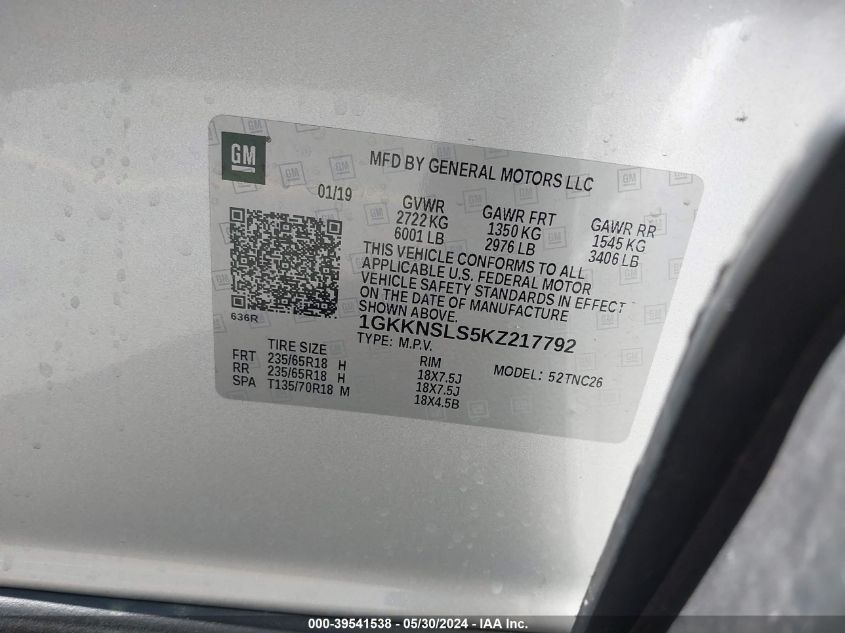 GM
MFD BY GENERAL MOTORS LLC
01/19
GVWR
2722 KG
6001 LB
GAWR FRT
1350 KG
2976 LB
GAWR RR
1545 KG
3406 LB
THIS VEHICLE CONFORMS TO ALL
APPLICABLE U.S. FEDERAL MOTOR
VEHICLE SAFETY STANDARDS IN EFFECT
ON THE DATE OF MANUFACTURE
SHOWN ABOVE.
636R
1GKKNSLS5KZ217792
TYPE: M.P.V.
MODEL: 52TNC26
TIRE SIZE
RIM
FRT 235/65R18 H 18X7.5J
RR 235/65R18 H 18X7.5J
SPA T135/70R18 M 18X4.5B
000-39541538 - 05/30/2024 - IAA Inc.